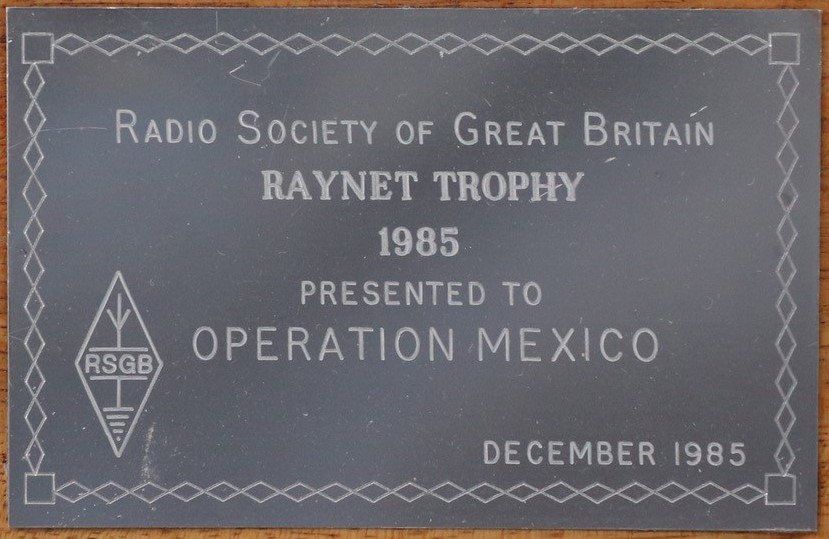 RADIO SOCIETY OF GREAT BRITAIN
RAYNET TROPHY
1985
PRESENTED TO
OPERATION MEXICO
RSGB
DECEMBER 1985